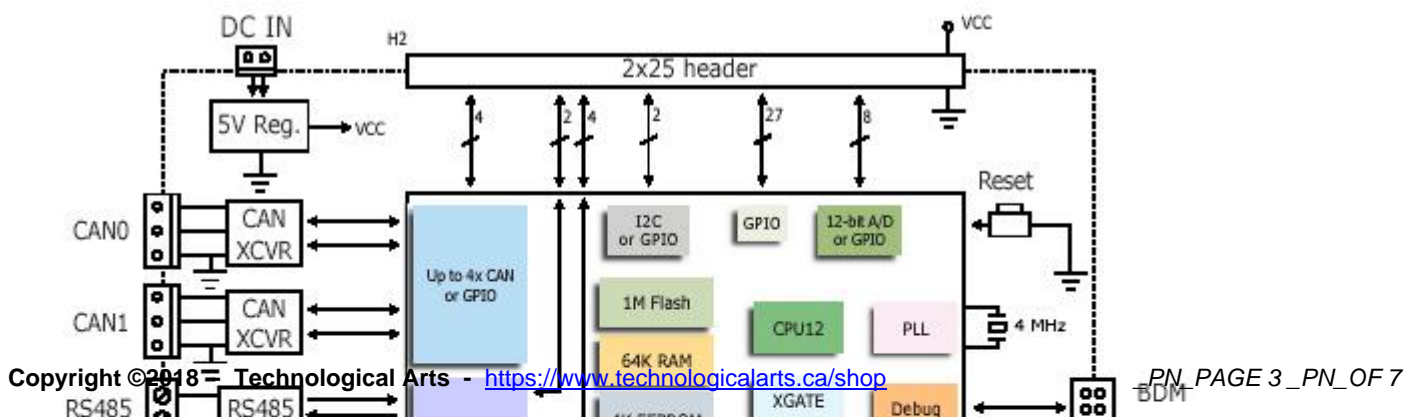 DC IN
H2
VCC
2x25 header
4
2
4
2
27
8
5V Reg.
VCC
Reset
CAN0
CAN
XCVR
I2C
or GPIO
GPIO
12-bit A/D
or GPIO
Up to 4x CAN
or GPIO
1M Flash
CAN1
CAN
XCVR
CPU12
PLL
4 MHz
64K RAM
Copyright ©2018 - Technological Arts - https://www.technologicalarts.ca/shop
_PN_PAGE 3 _PN_OF 7
RS485
RS485
4K EEPROM
XGATE
Debug
BDM